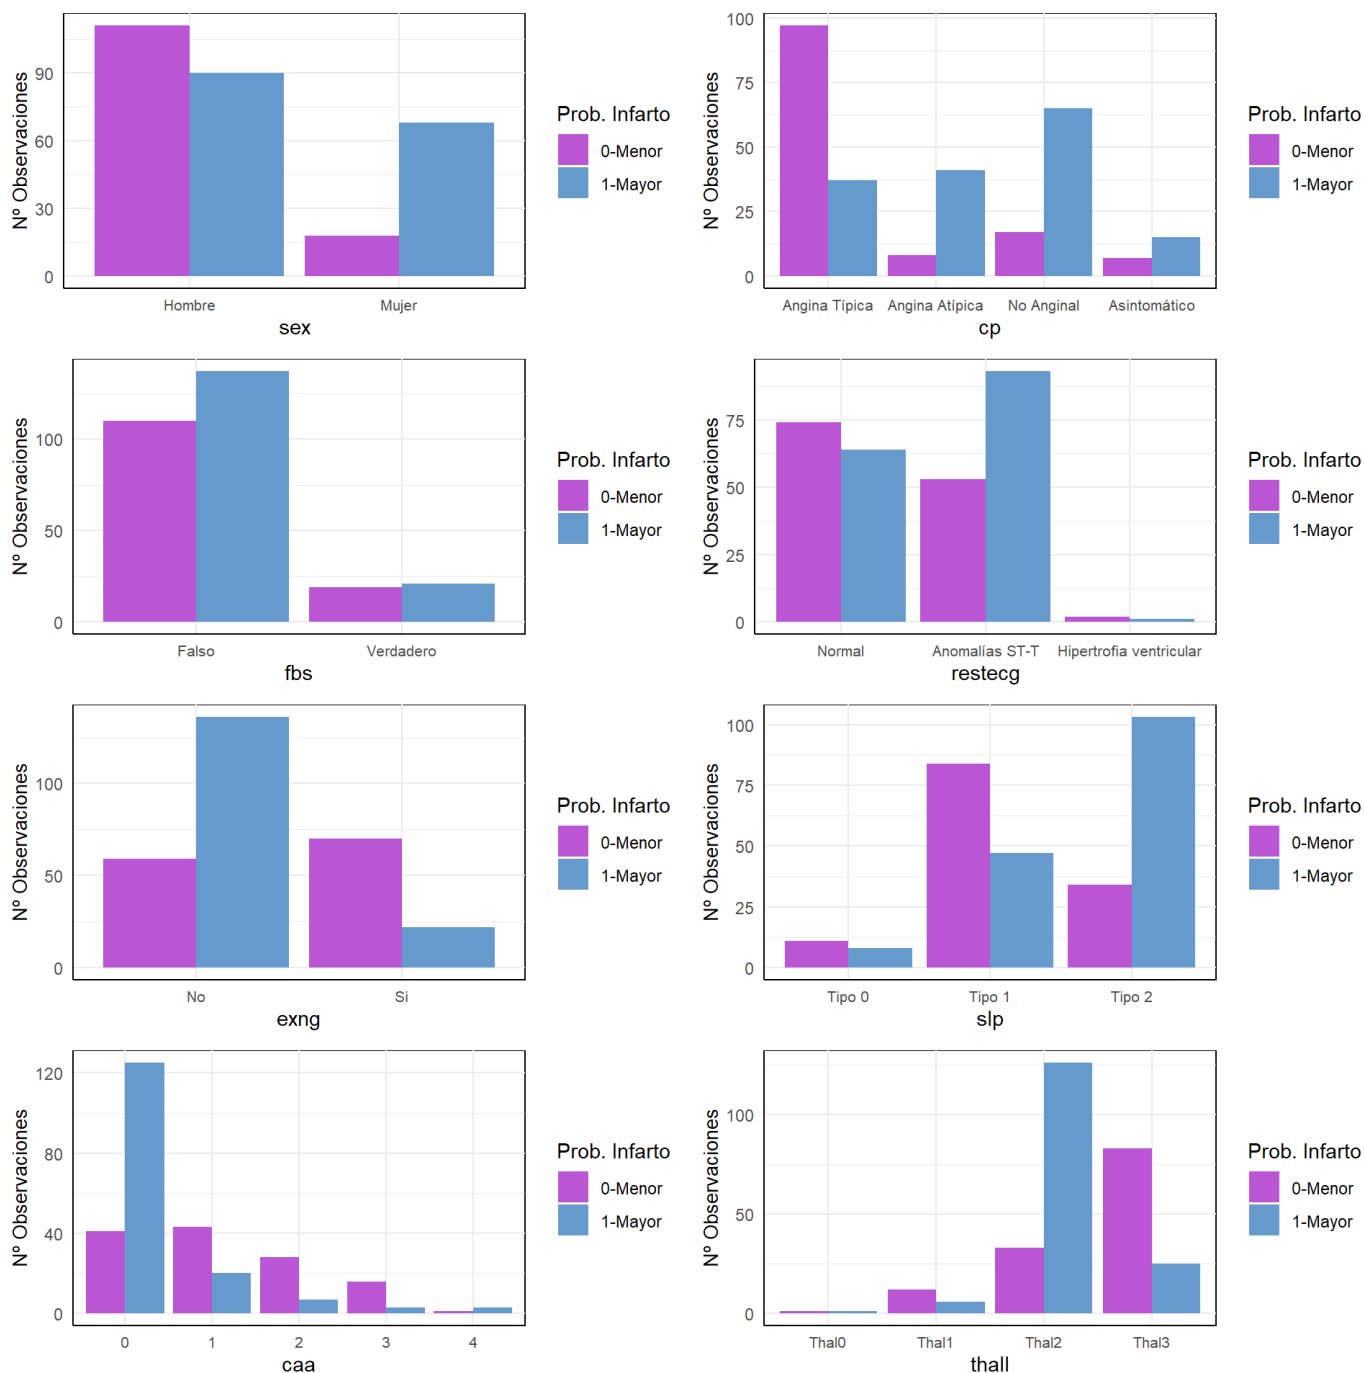 Nº Observaciones
90
60
30
0
Hombre
Mujer
sex
Prob. Infarto
0-Menor
1-Mayor
Nº Observaciones
100
75
50
25
0
Angina Típica
Angina Atípica
No Anginal
Asintomático
cp
Prob. Infarto
0-Menor
1-Mayor
Nº Observaciones
100
50
0
Falso
Verdadero
fbs
Prob. Infarto
0-Menor
1-Mayor
Nº Observaciones
75
50
25
0
Normal
Anomalías ST-T
Hipertrofia ventricular
restecg
Prob. Infarto
0-Menor
1-Mayor
Nº Observaciones
100
50
0
No
Si
exng
Prob. Infarto
0-Menor
1-Mayor
Nº Observaciones
100
75
50
25
0
Tipo 0
Tipo 1
Tipo 2
slp
Prob. Infarto
0-Menor
1-Mayor
Nº Observaciones
120
80
40
0
0
1
2
3
4
caa
Prob. Infarto
0-Menor
1-Mayor
Nº Observaciones
100
50
0
Thal0
Thal1
Thal2
Thal3
thall
Prob. Infarto
0-Menor
1-Mayor